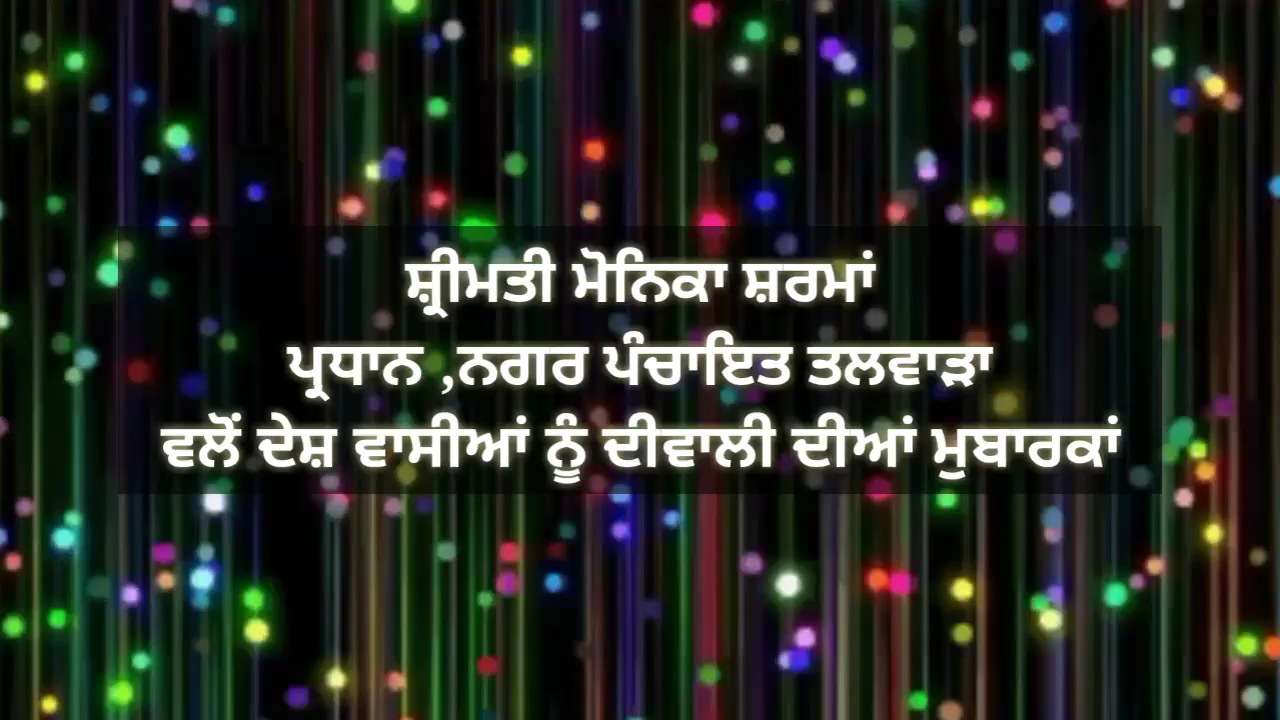 ਸ਼੍ਰੀਮਤੀ ਮੋਨਿਕਾ ਸ਼ਰਮਾਂ
ਪ੍ਰਧਾਨ ,ਨਗਰ ਪੰਚਾਇਤ ਤਲਵਾੜਾ
ਵਲੋਂ ਦੇਸ਼ ਵਾਸੀਆਂ ਨੂੰ ਦੀਵਾਲੀ ਦੀਆਂ ਮੁਬਾਰਕਾਂ